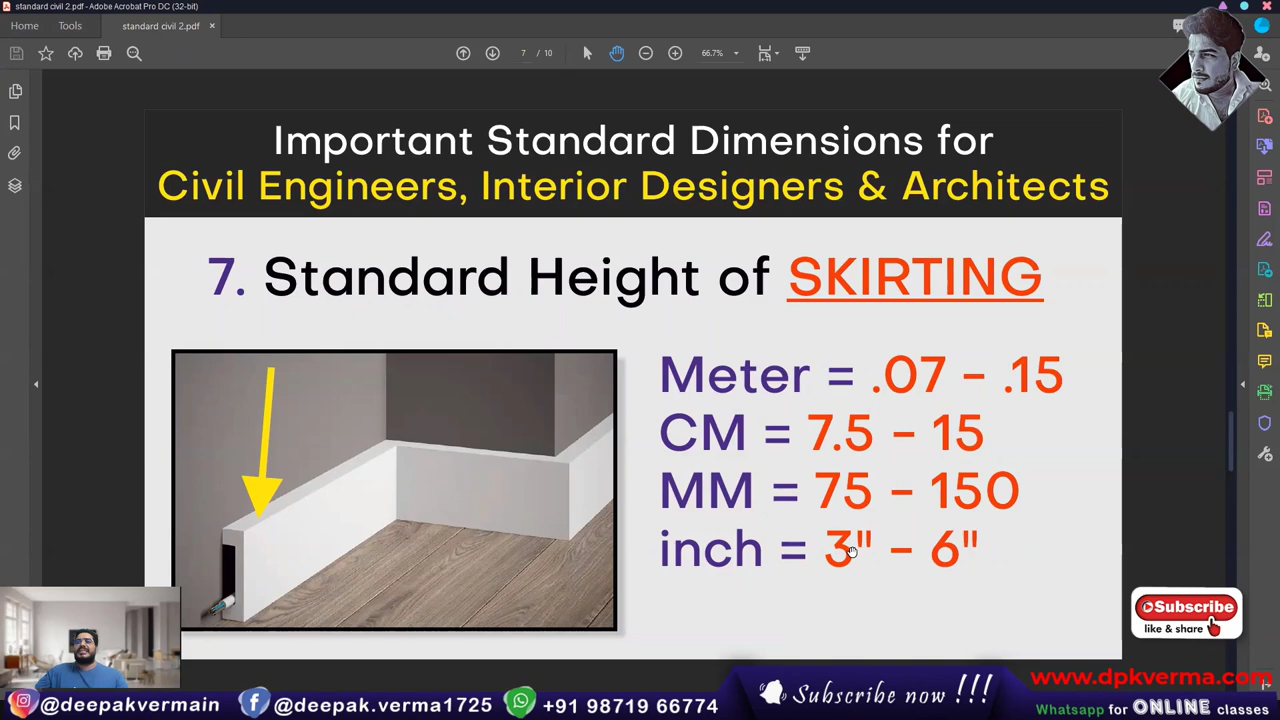 standard civil 2.pdf - Adobe Acrobat Pro DC (32-bit)
Home Tools standard civil 2.pdf ×
7 / 10 66.7%
Important Standard Dimensions for
Civil Engineers, Interior Designers & Architects
7. Standard Height of SKIRTING
Meter = .07 - .15
CM = 7.5 - 15
MM = 75 - 150
inch = 3" - 6"
Subscribe
like & share
@deepakvermain
@deepak.verma1725
+91 98719 66774
Subscribe now !!!
www.dpkverma.com
Whatsapp for ONLINE classes